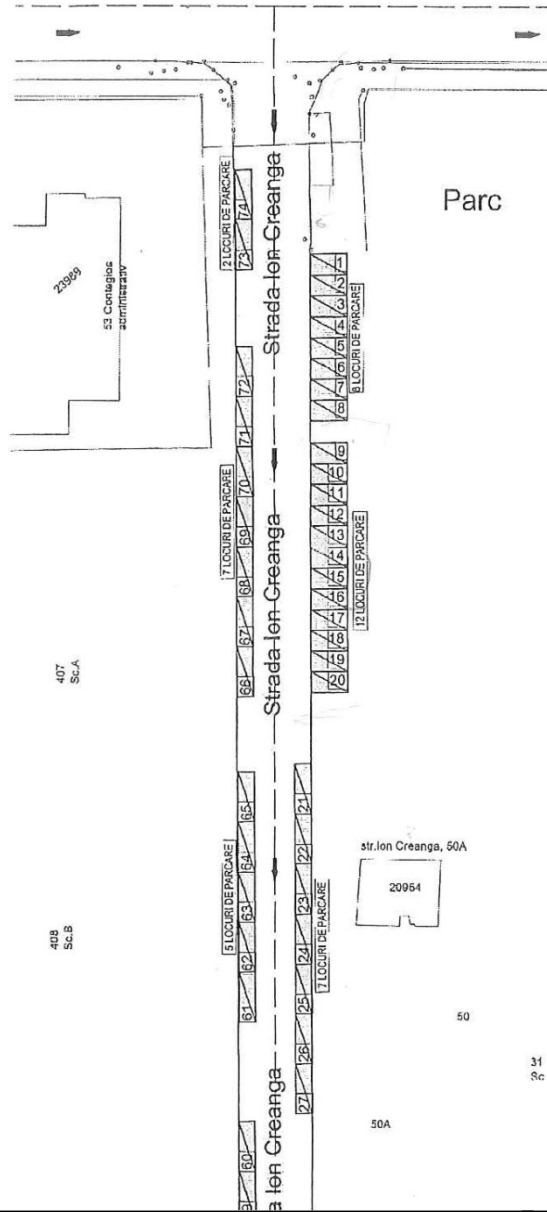 Parc
Strada Ion Creanga
2 LOCURI DE PARCARE
74
73
23989
53 Contagios
administrativ
1
2
3
4
5
6
7
8
8 LOCURI DE PARCARE
72
71
70
69
68
67
66
7 LOCURI DE PARCARE
Strada Ion Creanga
9
10
11
12
13
14
15
16
17
18
19
20
12 LOCURI DE PARCARE
407
Sc.A
65
64
63
62
61
5 LOCURI DE PARCARE
21
22
23
24
25
26
27
7 LOCURI DE PARCARE
str.Ion Creanga, 50A
20964
408
Sc.B
50
31
Sc
50A
a Ion Creanga
60